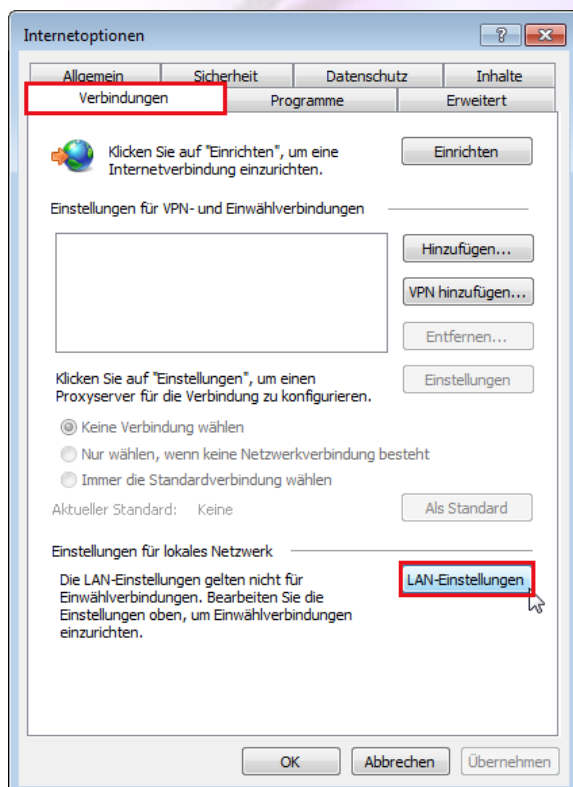 Internetoptionen
Allgemein Sicherheit Datenschutz Inhalte
Verbindungen Programme Erweitert
Klicken Sie auf "Einrichten", um eine
Internetverbindung einzurichten.
Einrichten
Einstellungen für VPN- und Einwählverbindungen
Hinzufügen...
VPN hinzufügen...
Entfernen...
Klicken Sie auf "Einstellungen", um einen
Proxyserver für die Verbindung zu konfigurieren.
Einstellungen
Keine Verbindung wählen
Nur wählen, wenn keine Netzwerkverbindung besteht
Immer die Standardverbindung wählen
Aktueller Standard: Keine
Als Standard
Einstellungen für lokales Netzwerk
Die LAN-Einstellungen gelten nicht für
Einwählverbindungen. Bearbeiten Sie die
Einstellungen oben, um Einwählverbindungen
einzurichten.
LAN-Einstellungen
OK Abbrechen Übernehmen